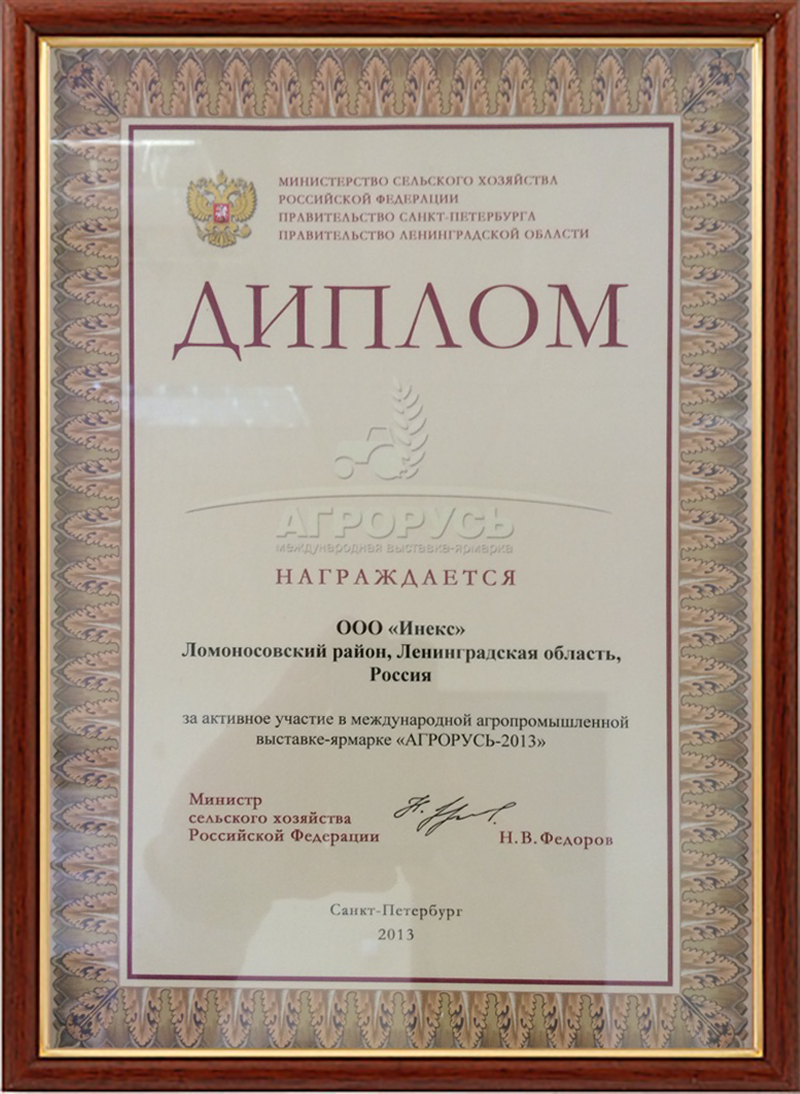 МИНИСТЕРСТВО СЕЛЬСКОГО ХОЗЯЙСТВА
РОССИЙСКОЙ ФЕДЕРАЦИИ
ПРАВИТЕЛЬСТВО САНКТ-ПЕТЕРБУРГА
ПРАВИТЕЛЬСТВО ЛЕНИНГРАДСКОЙ ОБЛАСТИ
ДИПЛОМ
АГРОРУСЬ
международная выставка-ярмарка
НАГРАЖДАЕТСЯ
ООО «Инекс»
Ломоносовский район, Ленинградская область,
Россия
за активное участие в международной агропромышленной
выставке-ярмарке «АГРОРУСЬ-2013»
Министр
сельского хозяйства
Российской Федерации
Н.В.Федоров
Санкт-Петербург
2013